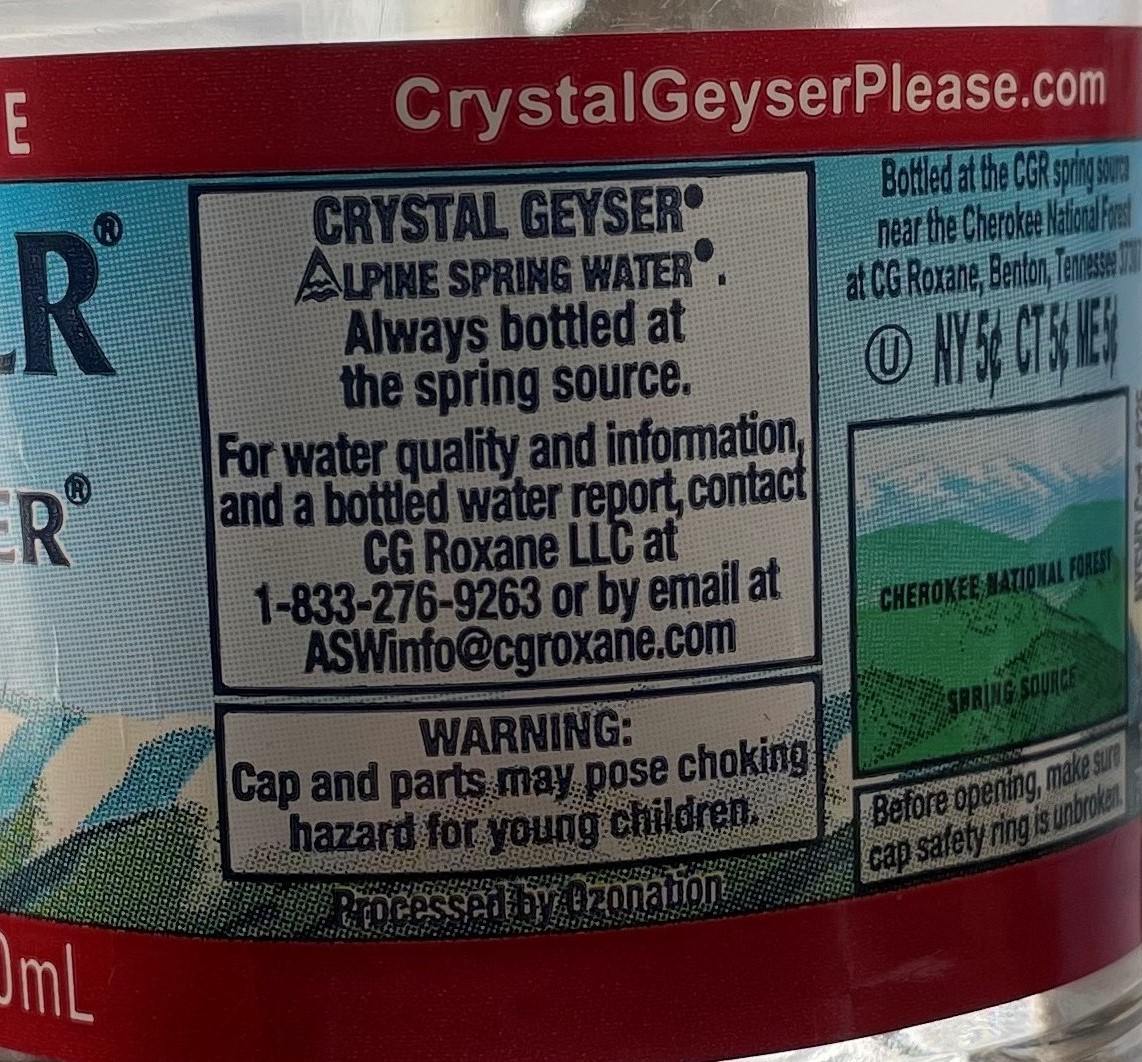 E
CrystalGeyserPlease.com
R®
ER®
CRYSTAL GEYSER®
ALPINE SPRING WATER®.
Always bottled at
the spring source.
For water quality and information,
and a bottled water report, contact
CG Roxane LLC at
1-833-276-9263 or by email at
ASWinfo@cgroxane.com
WARNING:
Cap and parts may pose choking
hazard for young children.
Processed by Ozonation
0mL
Bottled at the CGR spring source
near the Cherokee National Forest
at CG Roxane, Benton, Tennessee
U NY 5¢ CT 5¢ ME 5¢
CHEROKEE NATIONAL FOREST
SPRING SOURCE
Before opening, make sure
cap safety ring is unbroken.